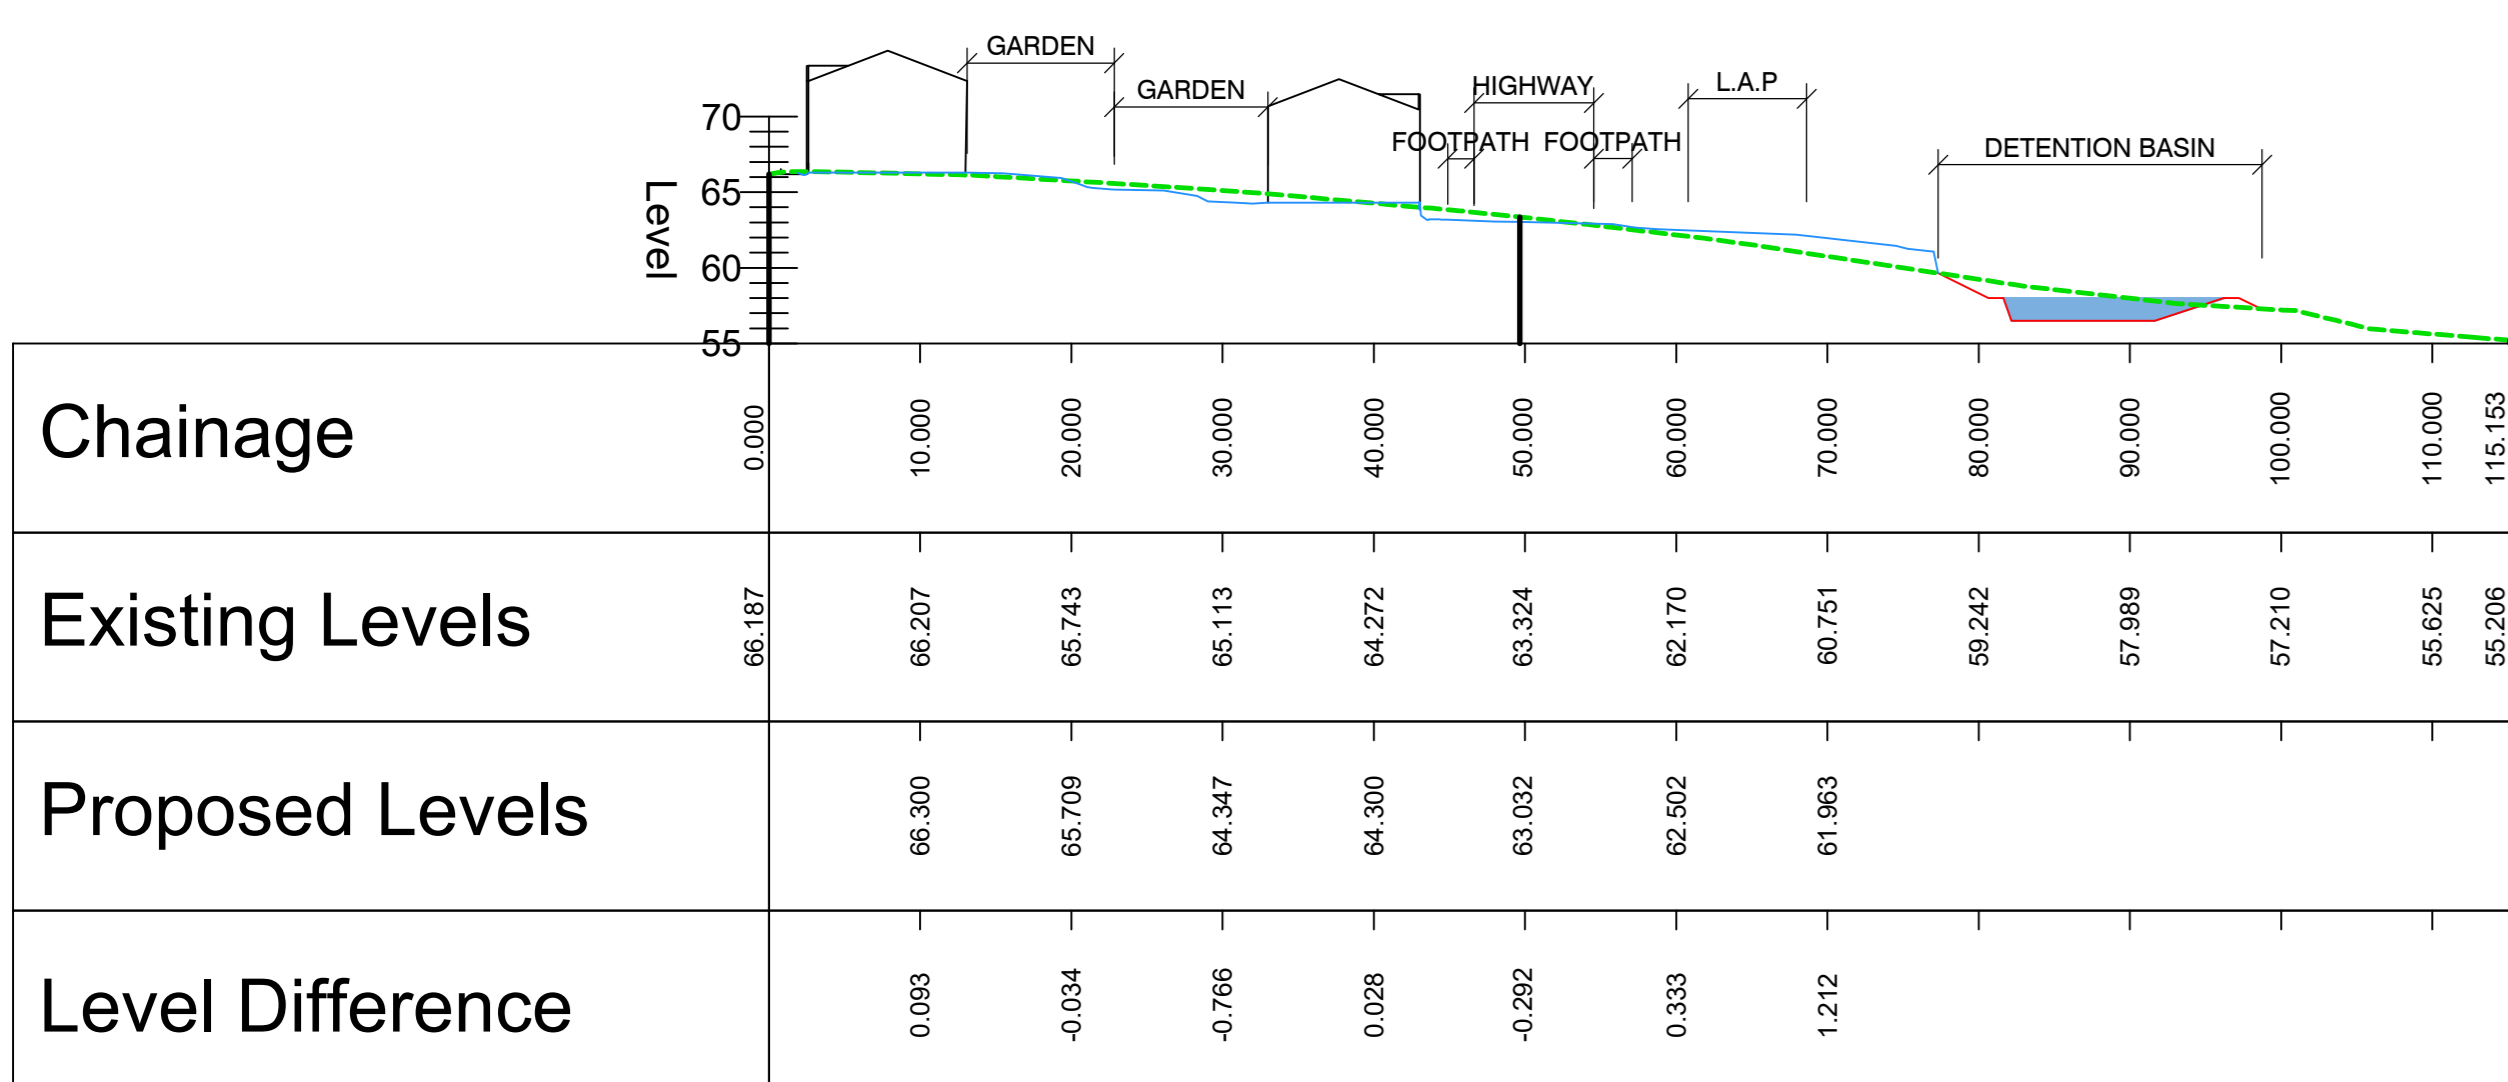 GARDEN
GARDEN
HIGHWAY
L.A.P
FOOTPATH
FOOTPATH
DETENTION BASIN
70
65
60
55
Level
Chainage 0.000 10.000 20.000 30.000 40.000 50.000 60.000 70.000 80.000 90.000 100.000 110.000 115.153
Existing Levels 66.187 66.207 65.743 65.113 64.272 63.324 62.170 60.751 59.242 57.989 57.210 55.625 55.206
Proposed Levels 66.300 65.709 64.347 64.300 63.032 62.502 61.963
Level Difference 0.093 -0.034 -0.766 0.028 -0.292 0.333 1.212